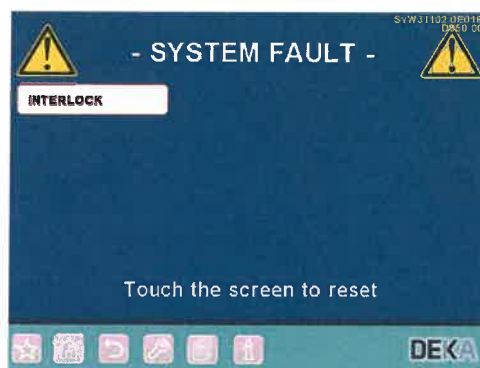 - SYSTEM FAULT -
INTERLOCK
Touch the screen to reset
DEKA